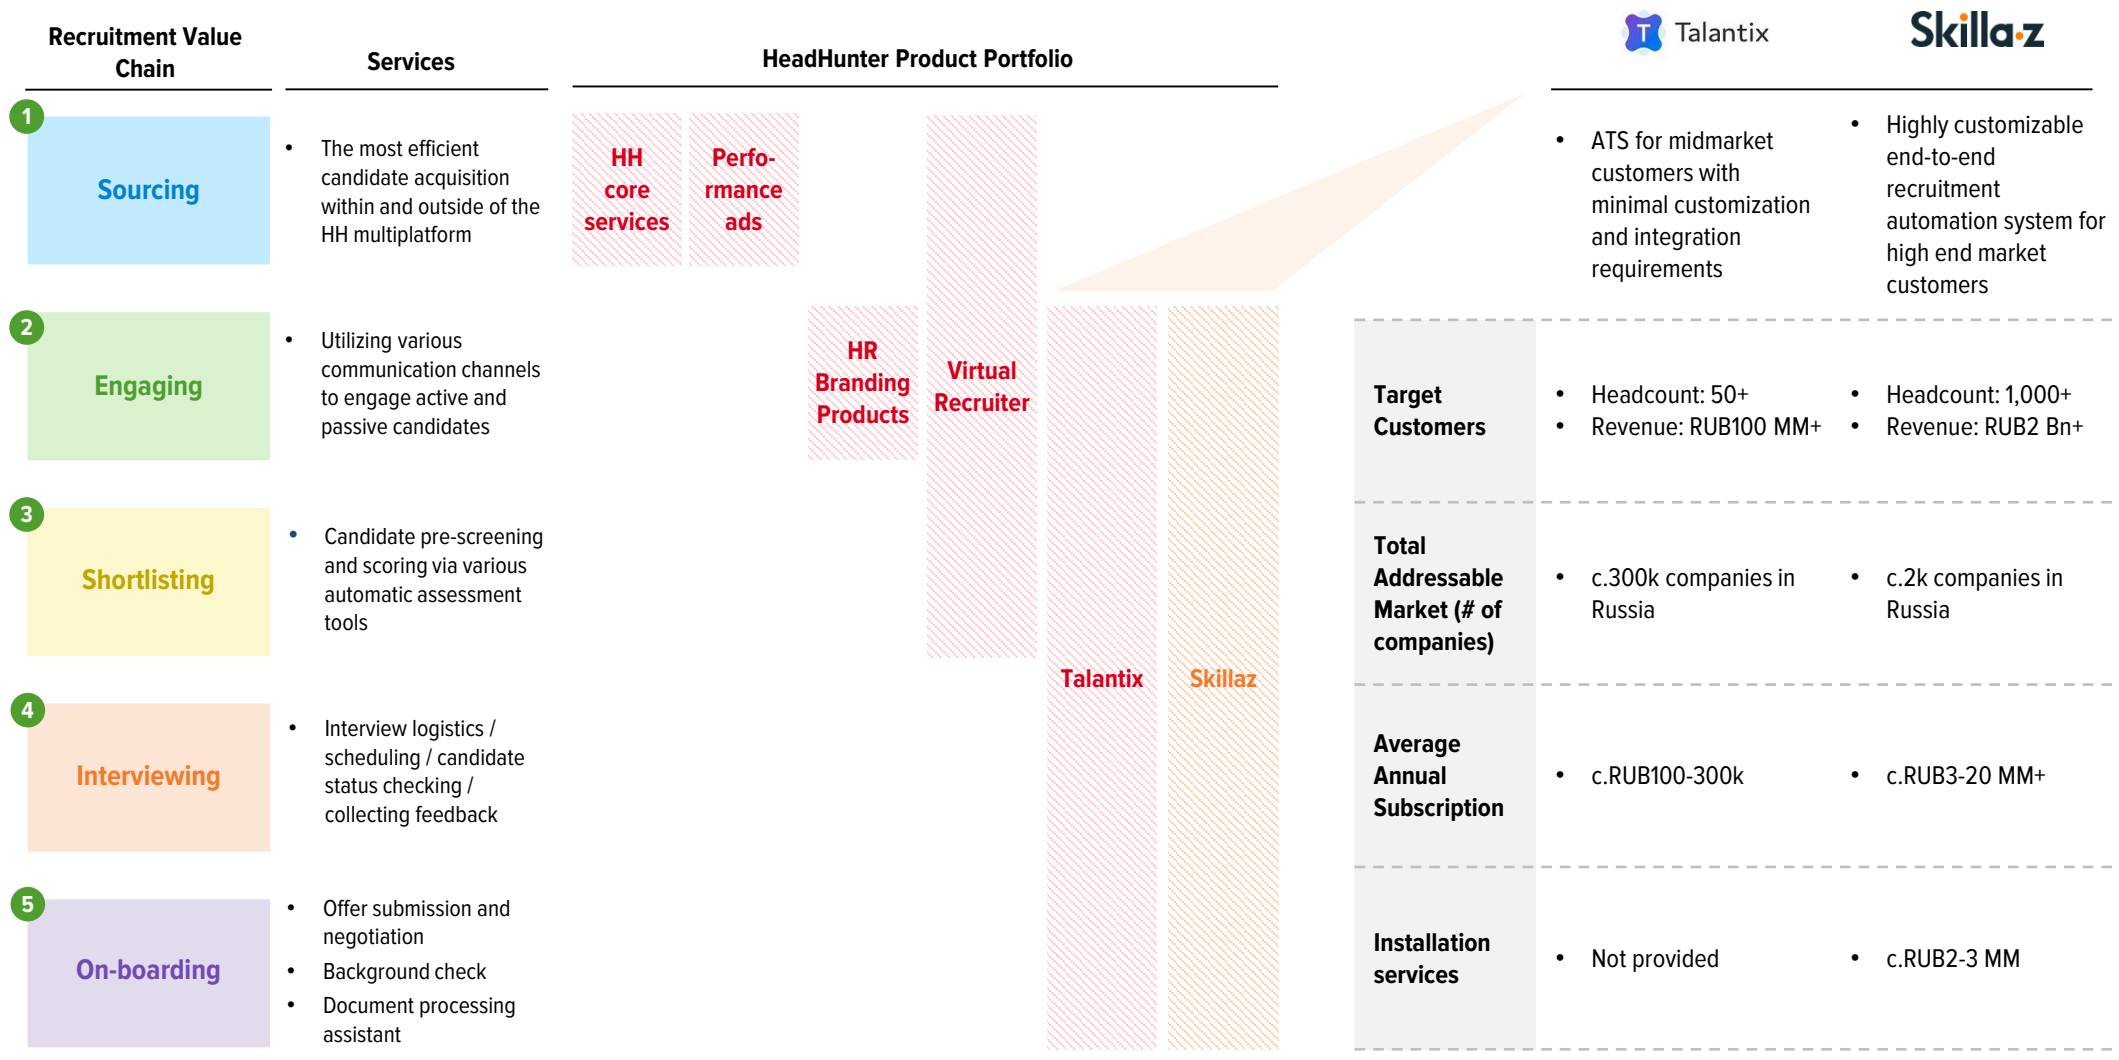 Recruitment Value
Chain
Services
HeadHunter Product Portfolio
T Talantix
Skillaz
1
Sourcing
• The most efficient
candidate acquisition
within and outside of the
HH multiplatform
HH
core
services
Perfo-
rmance
ads
2
Engaging
• Utilizing various
communication channels
to engage active and
passive candidates
HR
Branding
Products
Virtual
Recruiter
3
Shortlisting
• Candidate pre-screening
and scoring via various
automatic assessment
tools
Talantix
Skillaz
4
Interviewing
• Interview logistics /
scheduling / candidate
status checking /
collecting feedback
5
On-boarding
• Offer submission and
negotiation
• Background check
• Document processing
assistant
• ATS for midmarket
customers with
minimal customization
and integration
requirements
• Highly customizable
end-to-end
recruitment
automation system for
high end market
customers
Target
Customers
• Headcount: 50+
• Revenue: RUB100 MM+
• Headcount: 1,000+
• Revenue: RUB2 Bn+
Total
Addressable
Market (# of
companies)
• c.300k companies in
Russia
• c.2k companies in
Russia
Average
Annual
Subscription
• c.RUB100-300k
• c.RUB3-20 MM+
Installation
services
• Not provided
• c.RUB2-3 MM